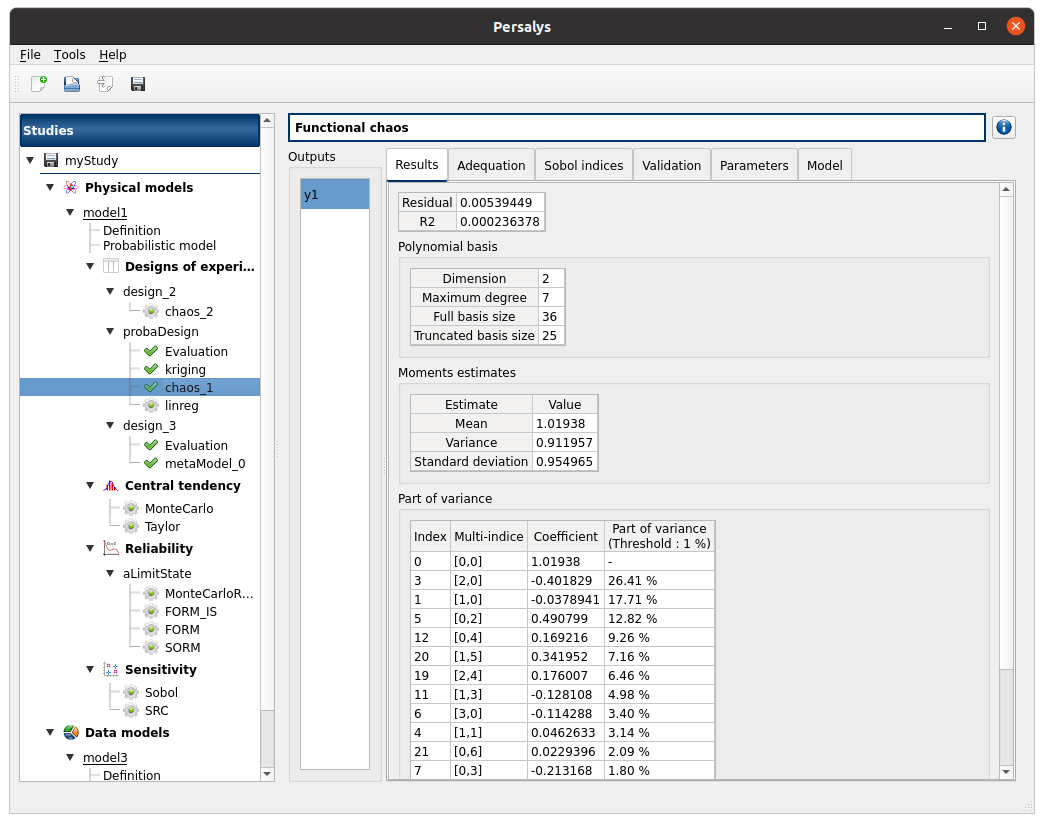 Persalys
File Tools Help
Studies
myStudy
Physical models
model1
Definition
Probabilistic model
Designs of experi...
design_2
chaos_2
probaDesign
Evaluation
kriging
chaos_1
linreg
design_3
Evaluation
metaModel_0
Central tendency
MonteCarlo
Taylor
Reliability
aLimitState
MonteCarloR...
FORM_IS
FORM
SORM
Sensitivity
Sobol
SRC
Data models
model3
Definition
Functional chaos
Outputs
y1
Results Adequation Sobol indices Validation Parameters Model
Residual 0.00539449
R2 0.000236378
Polynomial basis
Dimension 2
Maximum degree 7
Full basis size 36
Truncated basis size 25
Moments estimates
Estimate Value
Mean 1.01938
Variance 0.911957
Standard deviation 0.954965
Part of variance
Index Multi-indice Coefficient Part of variance
(Threshold : 1 %)
0 [0,0] 1.01938 -
3 [2,0] -0.401829 26.41 %
1 [1,0] -0.0378941 17.71 %
5 [0,2] 0.490799 12.82 %
12 [0,4] 0.169216 9.26 %
20 [1,5] 0.341952 7.16 %
19 [2,4] 0.176007 6.46 %
11 [1,3] -0.128108 4.98 %
6 [3,0] -0.114288 3.40 %
4 [1,1] 0.0462633 3.14 %
21 [0,6] 0.0229396 2.09 %
7 [0,3] -0.213168 1.80 %